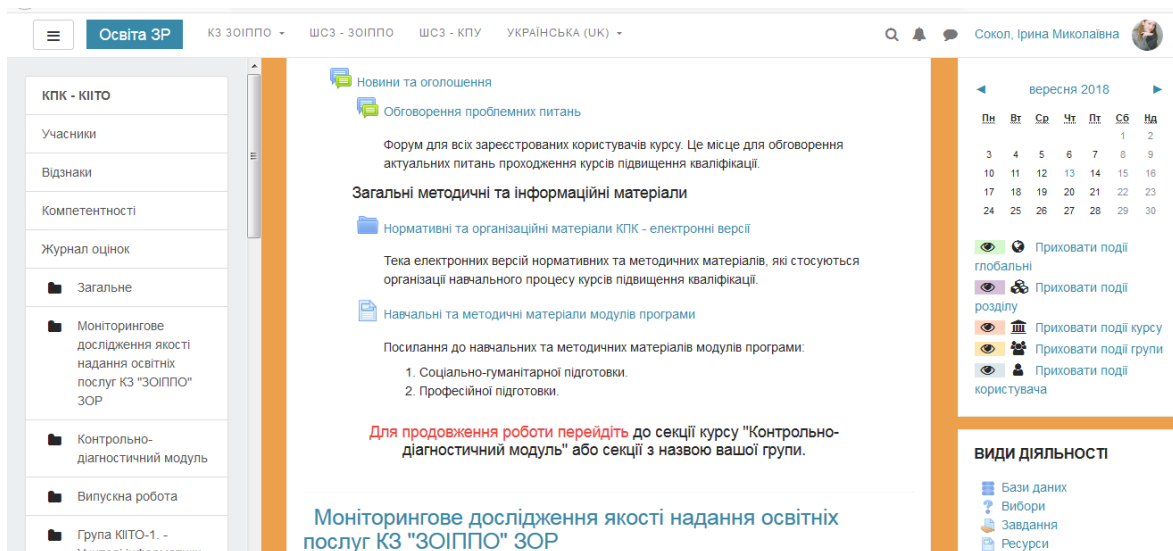 Освіта ЗР
КЗ ЗОІППО
ШСЗ - ЗОІППО
ШСЗ - КПУ
УКРАЇНСЬКА (UK)
Сокол, Ірина Миколаївна
КПК - КІІТО
Учасники
Відзнаки
Компетентності
Журнал оцінок
Загальне
Моніторингове
дослідження якості
надання освітніх
послуг КЗ "ЗОІППО"
ЗОР
Контрольно-
діагностичний модуль
Випускна робота
Група КІІТО-1. -
Новини та оголошення
Обговорення проблемних питань
Форум для всіх зареєстрованих користувачів курсу. Це місце для обговорення
актуальних питань проходження курсів підвищення кваліфікації.
Загальні методичні та інформаційні матеріали
Нормативні та організаційні матеріали КПК - електронні версії
Тека електронних версій нормативних та методичних матеріалів, які стосуються
організації навчального процесу курсів підвищення кваліфікації.
Навчальні та методичні матеріали модулів програми
Посилання до навчальних та методичних матеріалів модулів програми:
1. Соціально-гуманітарної підготовки.
2. Професійної підготовки.
Для продовження роботи перейдіть до секції курсу "Контрольно-
діагностичний модуль" або секції з назвою вашої групи.
Моніторингове дослідження якості надання освітніх
послуг КЗ "ЗОІППО" ЗОР
◄ вересня 2018 ►
Пн Вт Ср Чт Пт Сб Нд
1 2
3 4 5 6 7 8 9
10 11 12 13 14 15 16
17 18 19 20 21 22 23
24 25 26 27 28 29 30
Приховати події
глобальні
Приховати події
розділу
Приховати події курсу
Приховати події групи
Приховати події
користувача
ВИДИ ДІЯЛЬНОСТІ
Бази даних
Вибори
Завдання
Ресурси